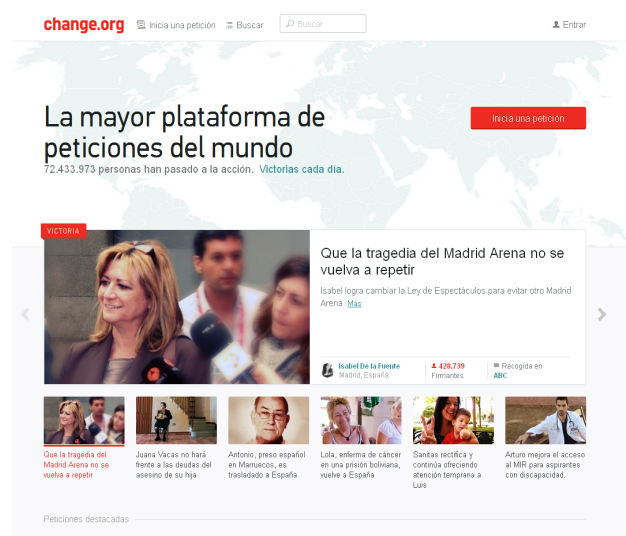 change.org
Inicia una petición
Buscar
Buscar
Entrar
La mayor plataforma de
peticiones del mundo
Inicia una petición
72.433.973 personas han pasado a la acción. Victorias cada día.
VICTORIA
Que la tragedia del Madrid Arena no se
vuelva a repetir
Isabel logra cambiar la Ley de Espectáculos para evitar otro Madrid
Arena. Más
Isabel De la Fuente
Madrid, España
428,739
Firmantes
Recogida en
ABC
Que la tragedia del
Madrid Arena no se
vuelva a repetir
Juana Vacas no hará
frente a las deudas del
asesino de su hija
Antonio, preso español
en Marruecos, es
trasladado a España
Lola, enferma de cáncer
en una prisión boliviana,
vuelve a España
Sanitas rectifica y
continúa ofreciendo
atención temprana a
Luis
Arturo mejora el acceso
al MIR para aspirantes
con discapacidad.
Peticiones destacadas